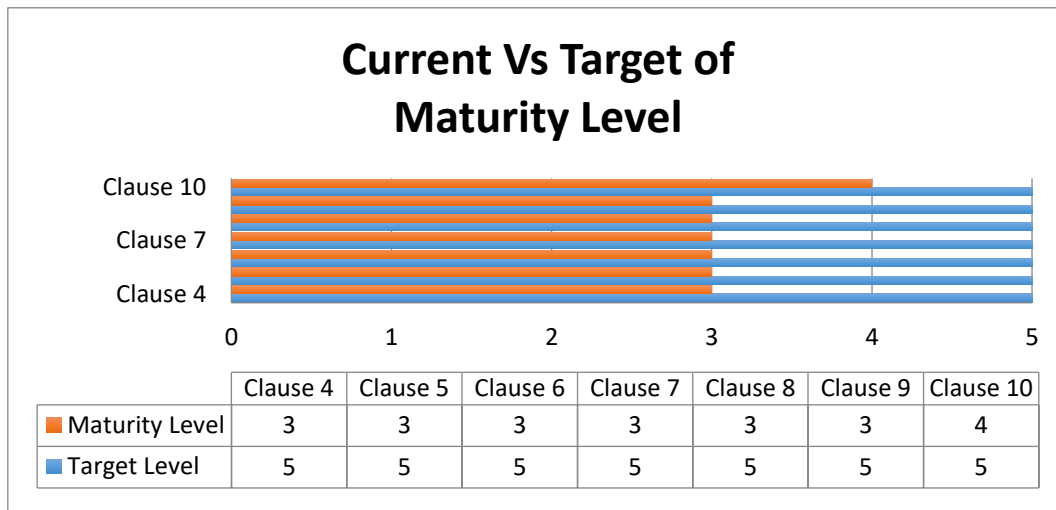 Current Vs Target of
Maturity Level
Clause 10
Clause 7
Clause 4
0 1 2 3 4 5
Clause 4 Clause 5 Clause 6 Clause 7 Clause 8 Clause 9 Clause 10
Maturity Level 3 3 3 3 3 3 4
Target Level 5 5 5 5 5 5 5